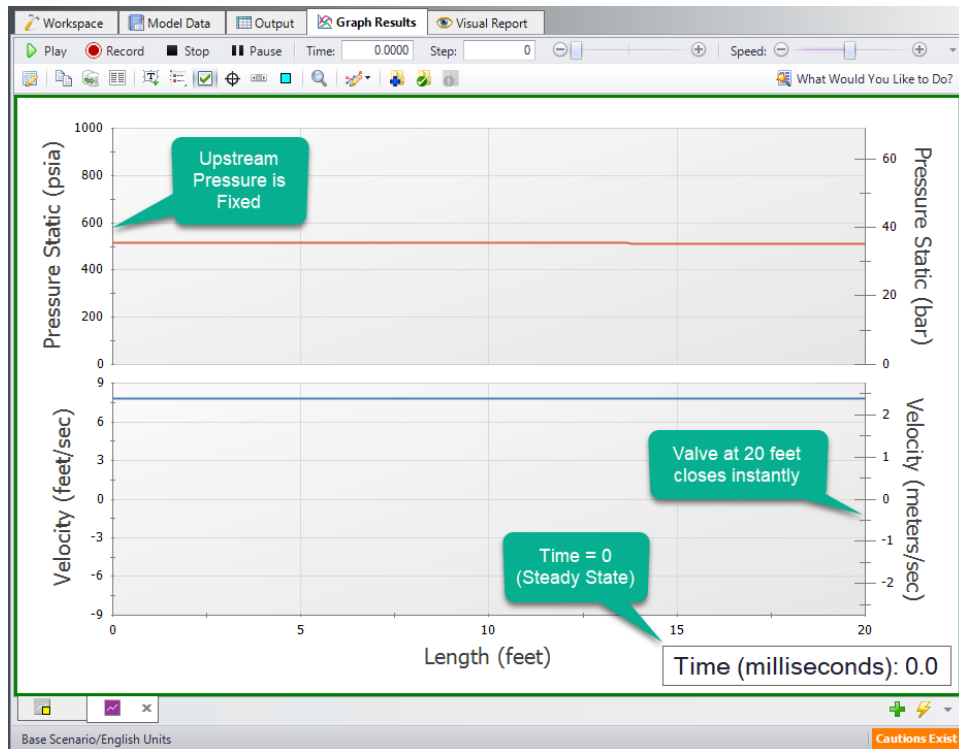 Workspace Model Data Output Graph Results Visual Report
Play Record Stop Pause Time: 0.0000 Step: 0 Speed:
What Would You Like to Do?
Pressure Static (psia)
1000
800
600
400
200
0
Upstream
Pressure is
Fixed
60
40
20
0
Pressure Static (bar)
Velocity (feet/sec)
9
6
3
0
-3
-6
-9
Valve at 20 feet
closes instantly
2
1
0
-1
-2
Velocity (meters/sec)
Time = 0
(Steady State)
0 5 10 15 20
Length (feet)
Time (milliseconds): 0.0
Base Scenario/English Units Cautions Exist